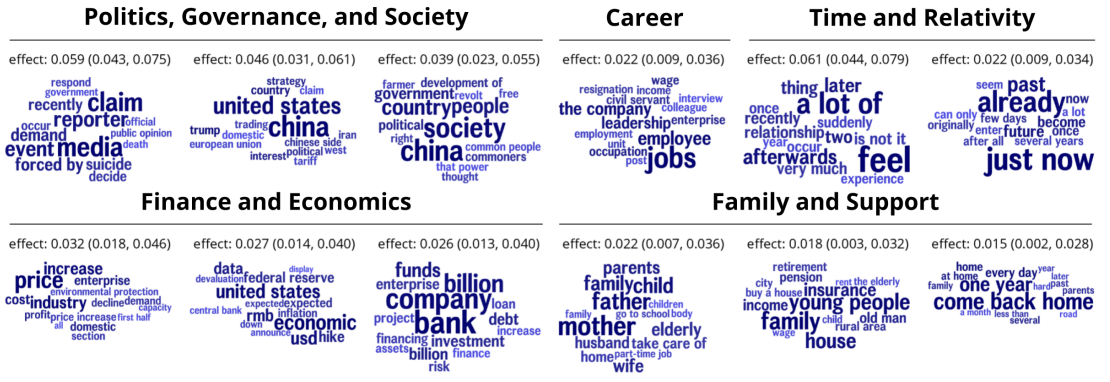 Politics, Governance, and Society
Career
Time and Relativity
effect: 0.059 (0.043, 0.075)
effect: 0.046 (0.031, 0.061)
effect: 0.039 (0.023, 0.055)
effect: 0.022 (0.009, 0.036)
effect: 0.061 (0.044, 0.079)
effect: 0.022 (0.009, 0.034)
respond
government
recently claim
reporter official
occur
demand public opinion
event media death
forced by suicide
decide
strategy
country claim
united states
trading
trump china iran
domestic chinese side
european union
interest political west
tariff
farmer development of
government revolt free
country people
political society
right
china common people
commoners
that power
thought
wage
resignation income
civil servant interview
the company colleague
leadership enterprise
employment employee
unit
occupation jobs
post
thing later
once a lot of
recently suddenly
relationship two is not it
year occur
afterwards feel
very much
experience
seem past
already now
can only a lot
originally few days become
enter future once
after all several years
just now
Finance and Economics
Family and Support
effect: 0.032 (0.018, 0.046)
effect: 0.027 (0.014, 0.040)
effect: 0.026 (0.013, 0.040)
effect: 0.022 (0.007, 0.036)
effect: 0.018 (0.003, 0.032)
effect: 0.015 (0.002, 0.028)
increase
price enterprise
environmental protection
cost industry decline demand
capacity
profit price increase first half
all domestic
section
data display
devaluation federal reserve
united states
expected expected
central bank rmb inflation
down economic
announce usd hike
funds
enterprise billion
company loan
project bank debt
increase
financing investment
assets billion finance
risk
parents
family child
father children
family go to school body
mother elderly
husband take care of
home part-time job
wife
retirement
city pension rent the elderly
buy a house insurance
income young people
family child old man
wage rural area
house
home every day year
at home later
family one year hard past
parents
come back home
a month less than road
several